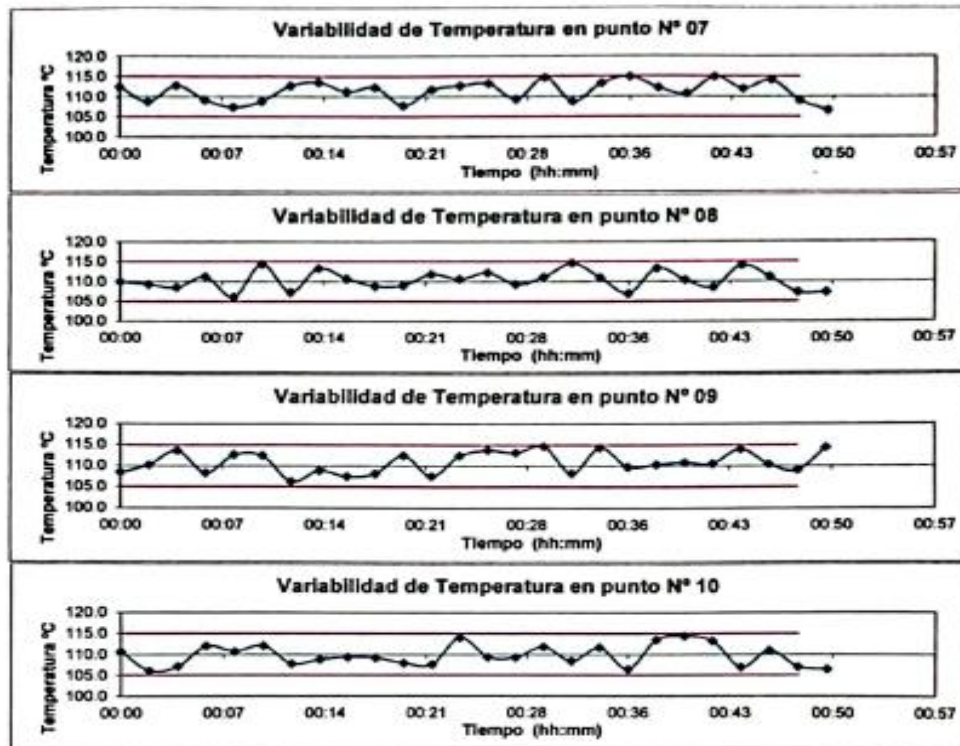 Variabilidad de Temperatura en punto Nº 07
Temperatura ºC
120.0
115.0
110.0
105.0
100.0
00:00 00:07 00:14 00:21 00:28 00:36 00:43 00:50 00:57
Tiempo (hh:mm)
Variabilidad de Temperatura en punto Nº 08
Temperatura ºC
120.0
115.0
110.0
105.0
100.0
00:00 00:07 00:14 00:21 00:28 00:36 00:43 00:50 00:57
Tiempo (hh:mm)
Variabilidad de Temperatura en punto Nº 09
Temperatura ºC
120.0
115.0
110.0
105.0
100.0
00:00 00:07 00:14 00:21 00:28 00:36 00:43 00:50 00:57
Tiempo (hh:mm)
Variabilidad de Temperatura en punto Nº 10
Temperatura ºC
120.0
115.0
110.0
105.0
100.0
00:00 00:07 00:14 00:21 00:28 00:36 00:43 00:50 00:57
Tiempo (hh:mm)